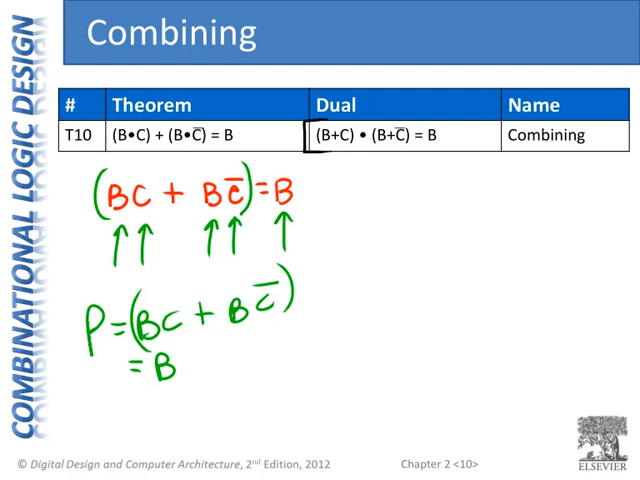 Combining
COMBINATIONAL LOGIC DESIGN
# Theorem Dual Name
T10 (B•C) + (B•C̅) = B (B+C) • (B+C̅) = B Combining
(BC + BC̅) = B
P = (BC + BC̅)
= B
ELSEVIER
© Digital Design and Computer Architecture, 2nd Edition, 2012 Chapter 2 <10>